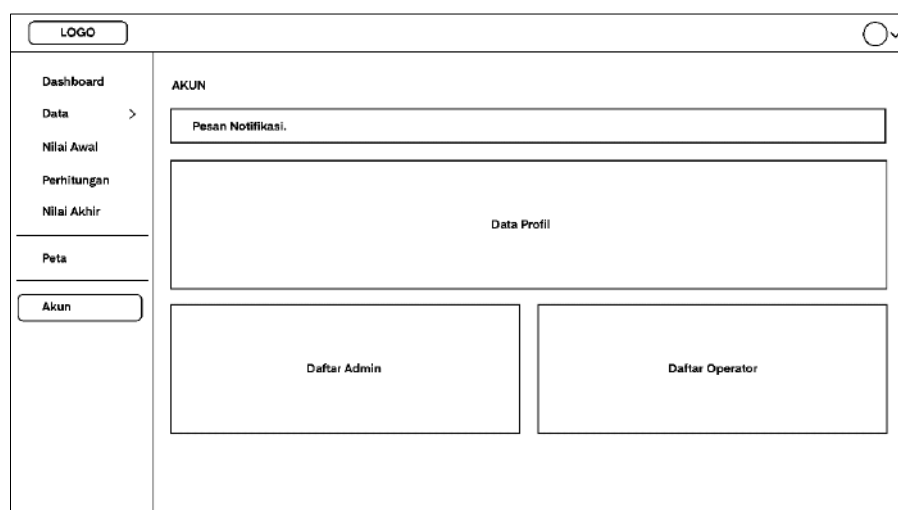 LOGO
Dashboard
Data >
Nilai Awal
Perhitungan
Nilai Akhir
Peta
Akun
AKUN
Pesan Notifikasi.
Data Profil
Daftar Admin
Daftar Operator